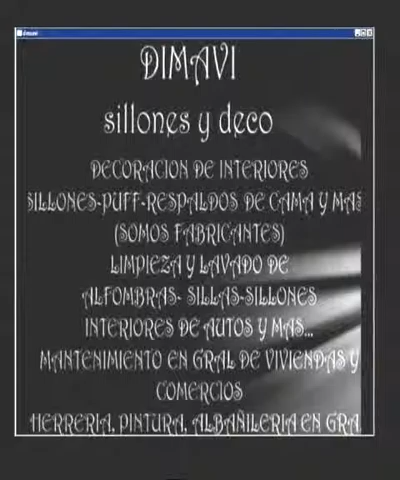 DIMAVI
sillones y deco
DECORACION DE INTERIORES
SILLONES-PUFF-RESPALDOS DE CAMA Y MAS
(SOMOS FABRICANTES)
LIMPIEZA Y LAVADO DE
ALFOMBRAS- SILLAS-SILLONES
INTERIORES DE AUTOS Y MAS...
MANTENIMIENTO EN GRAL DE VIVIENDAS Y
COMERCIOS
HERRERIA, PINTURA, ALBAÑILERIA EN GRA